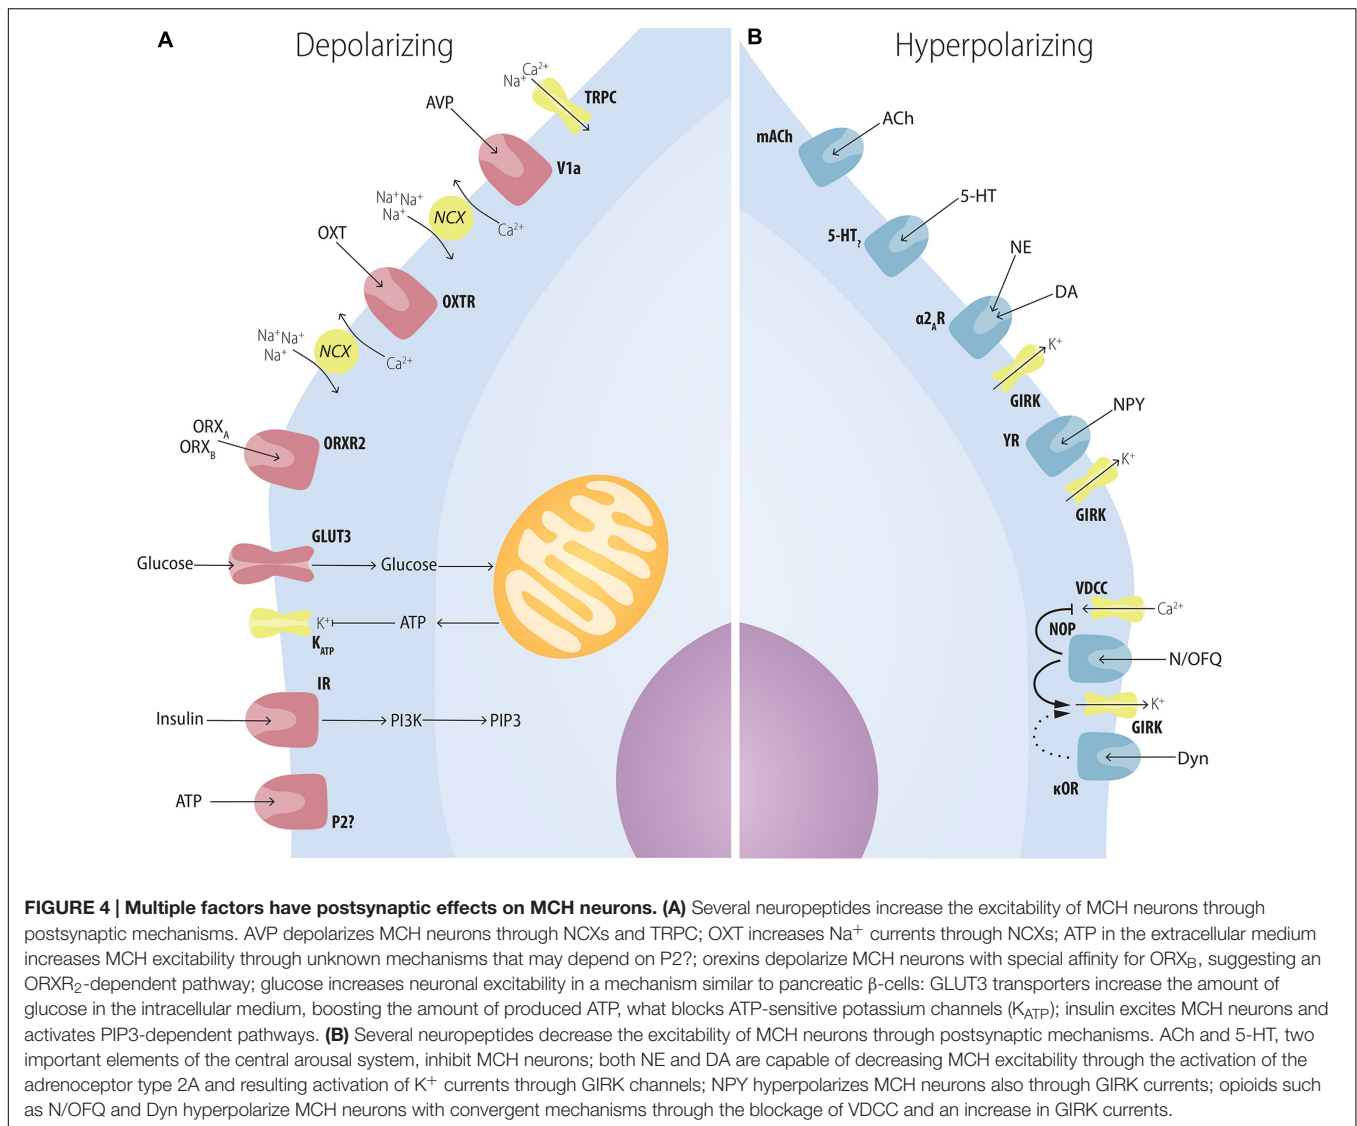 A
Depolarizing
Ca²⁺
Na⁺
TRPC
AVP
V1a
Na⁺Na⁺
Na⁺
NCX
Ca²⁺
OXT
OXTR
Na⁺Na⁺
Na⁺
NCX
Ca²⁺
ORX_A
ORX_B
ORXR2
GLUT3
Glucose
Glucose
K⁺
ATP
K_ATP
IR
Insulin
PI3K
PIP3
ATP
P2?
B
Hyperpolarizing
mACh
ACh
5-HT
5-HT_?
NE
DA
α2_AR
K⁺
GIRK
NPY
YR
K⁺
GIRK
VDCC
Ca²⁺
NOP
N/OFQ
K⁺
GIRK
Dyn
κOR
FIGURE 4 | Multiple factors have postsynaptic effects on MCH neurons. (A) Several neuropeptides increase the excitability of MCH neurons through
postsynaptic mechanisms. AVP depolarizes MCH neurons through NCXs and TRPC; OXT increases Na⁺ currents through NCXs; ATP in the extracellular medium
increases MCH excitability through unknown mechanisms that may depend on P2?; orexins depolarize MCH neurons with special affinity for ORX_B, suggesting an
ORXR₂-dependent pathway; glucose increases neuronal excitability in a mechanism similar to pancreatic β-cells: GLUT3 transporters increase the amount of
glucose in the intracellular medium, boosting the amount of produced ATP, what blocks ATP-sensitive potassium channels (K_ATP); insulin excites MCH neurons and
activates PIP3-dependent pathways. (B) Several neuropeptides decrease the excitability of MCH neurons through postsynaptic mechanisms. ACh and 5-HT, two
important elements of the central arousal system, inhibit MCH neurons; both NE and DA are capable of decreasing MCH excitability through the activation of the
adrenoceptor type 2A and resulting activation of K⁺ currents through GIRK channels; NPY hyperpolarizes MCH neurons also through GIRK currents; opioids such
as N/OFQ and Dyn hyperpolarize MCH neurons with convergent mechanisms through the blockage of VDCC and an increase in GIRK currents.